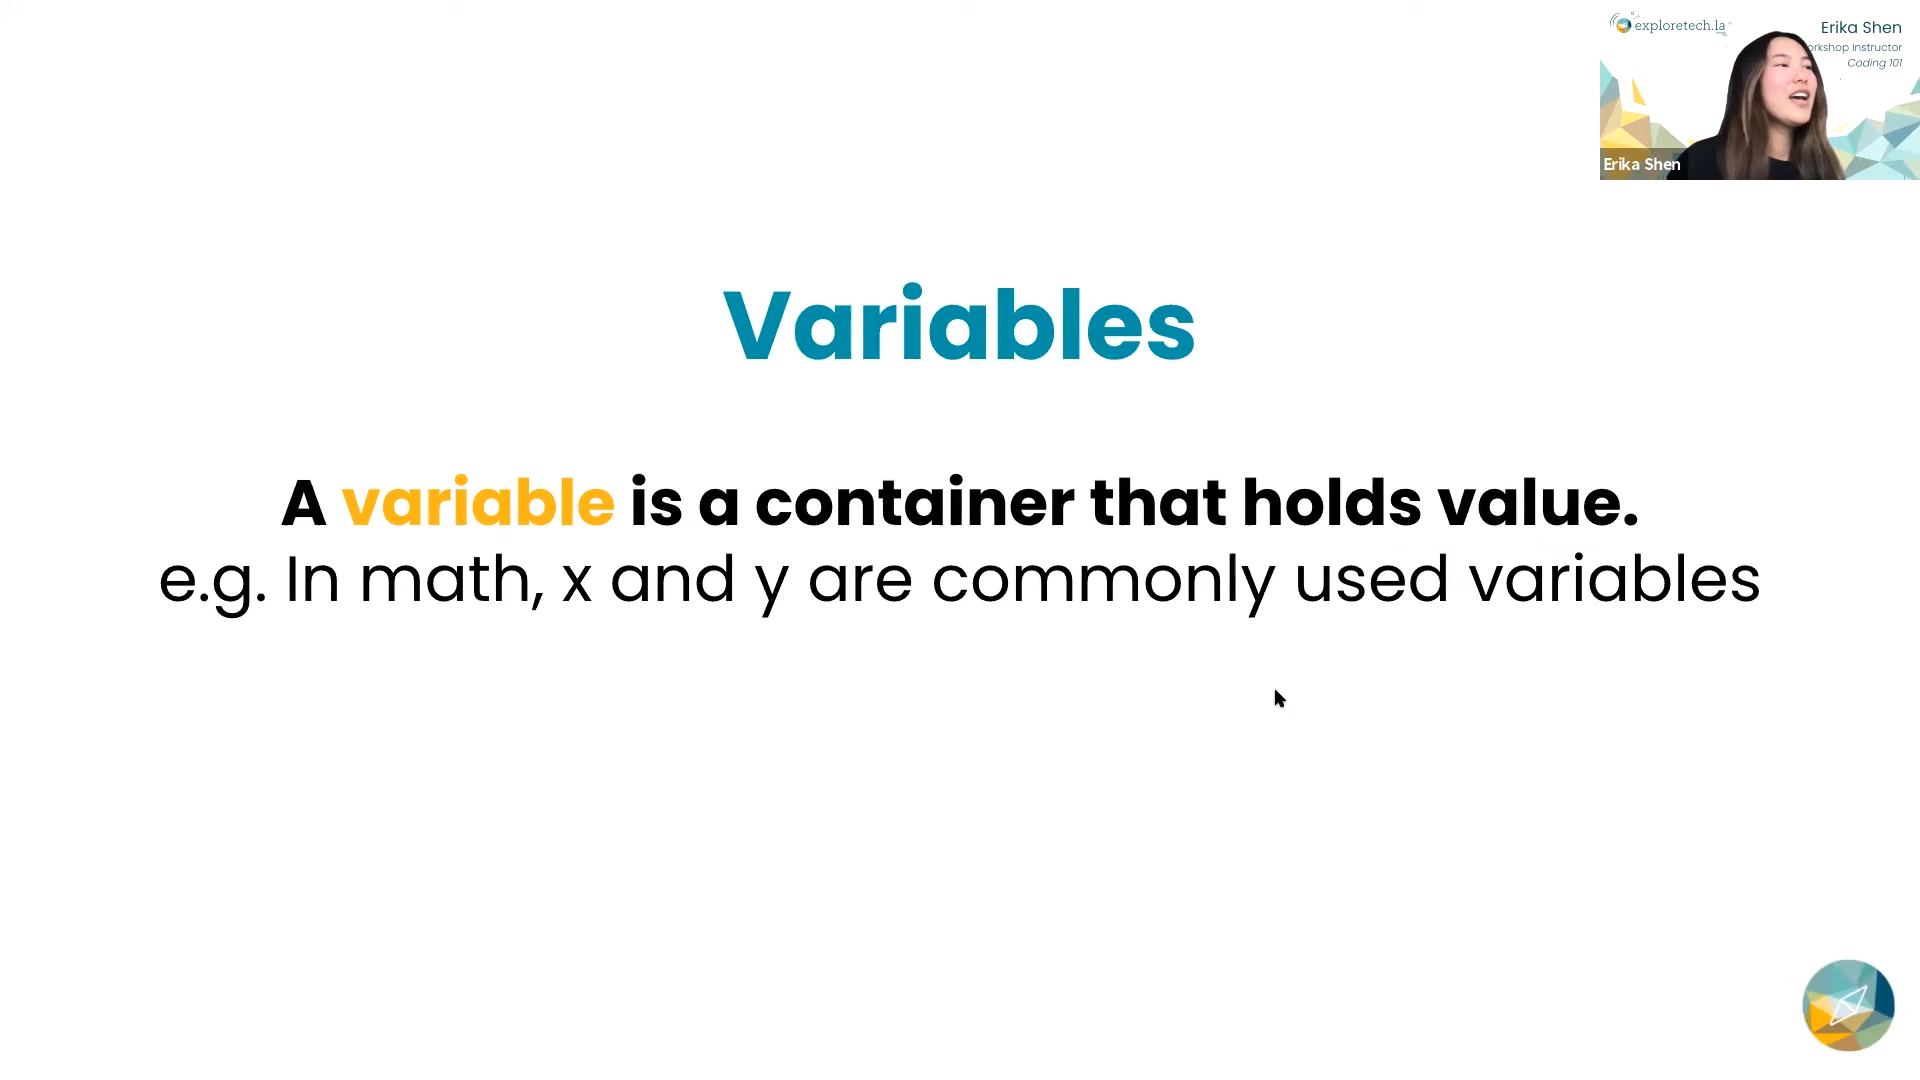 exploretech.la
Erika Shen
orkshop Instructor
Coding 101
Erika Shen
Variables
A variable is a container that holds value.
e.g. In math, x and y are commonly used variables